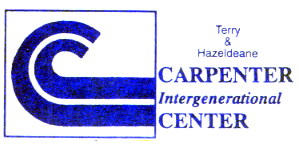 Terry
&
Hazeldeane
CARPENTER
Intergenerational
CENTER